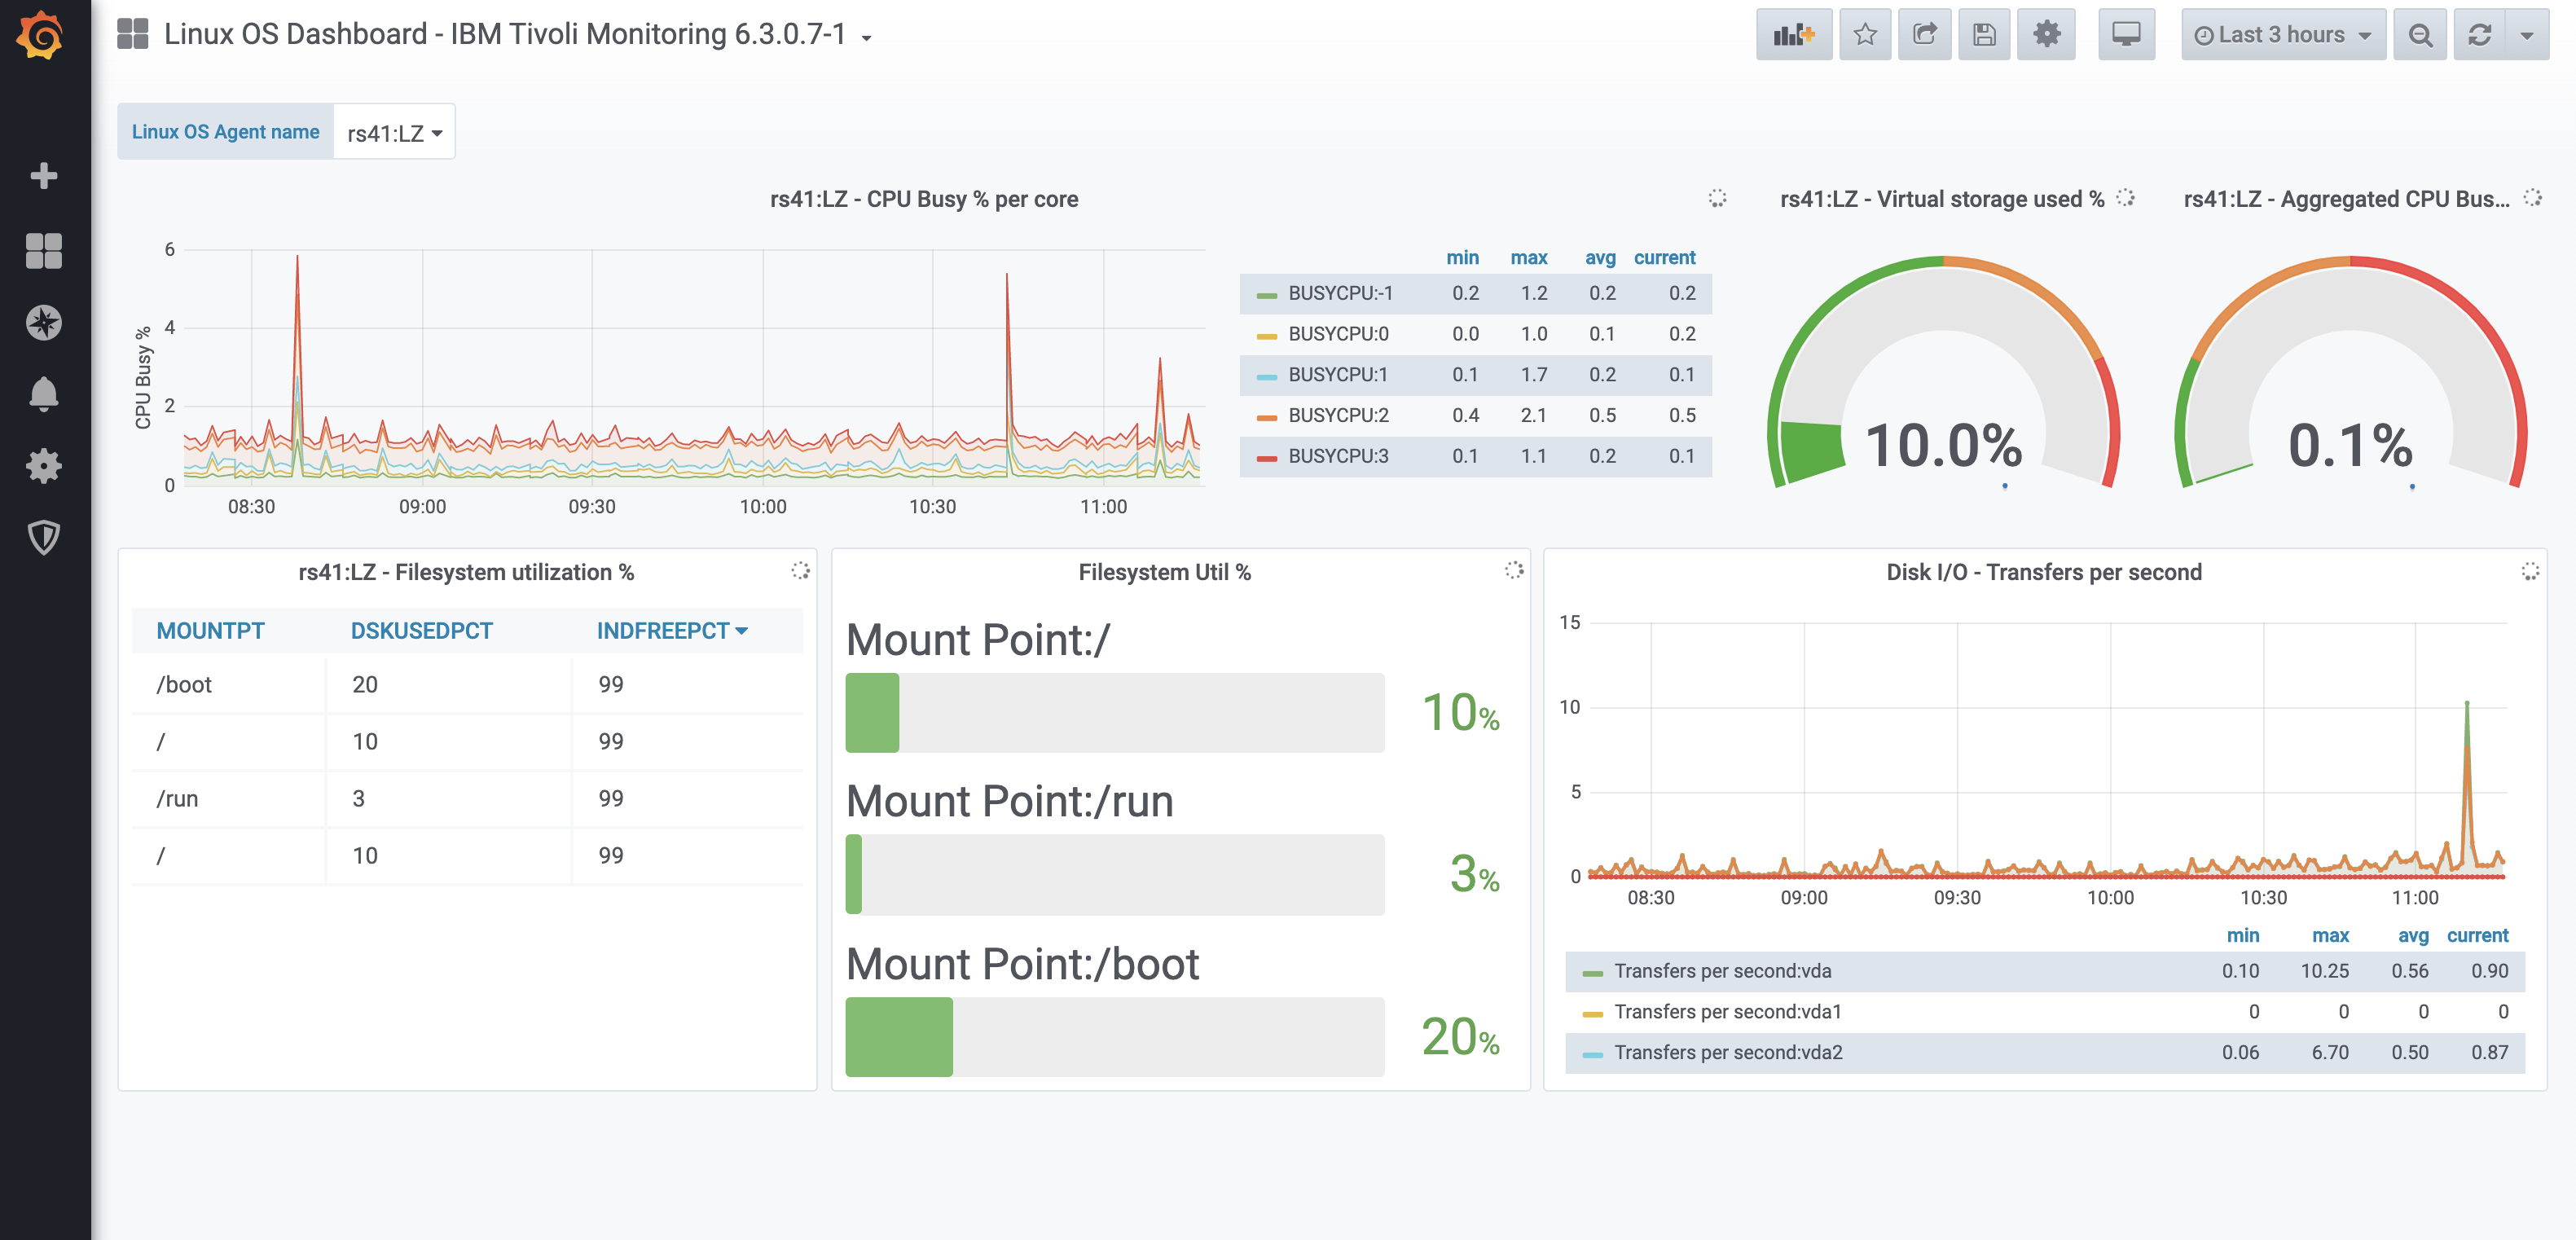 Linux OS Dashboard - IBM Tivoli Monitoring 6.3.0.7-1
Last 3 hours
Linux OS Agent name rs41:LZ
rs41:LZ - CPU Busy % per core
CPU Busy %
6
4
2
0
08:30 09:00 09:30 10:00 10:30 11:00
min max avg current
BUSYCPU:-1 0.2 1.2 0.2 0.2
BUSYCPU:0 0.0 1.0 0.1 0.2
BUSYCPU:1 0.1 1.7 0.2 0.1
BUSYCPU:2 0.4 2.1 0.5 0.5
BUSYCPU:3 0.1 1.1 0.2 0.1
rs41:LZ - Virtual storage used %
10.0%
rs41:LZ - Aggregated CPU Bus...
0.1%
rs41:LZ - Filesystem utilization %
MOUNTPT DSKUSEDPCT INDFREEPCT
/boot 20 99
/ 10 99
/run 3 99
/ 10 99
Filesystem Util %
Mount Point:/
10%
Mount Point:/run
3%
Mount Point:/boot
20%
Disk I/O - Transfers per second
15
10
5
0
08:30 09:00 09:30 10:00 10:30 11:00
min max avg current
Transfers per second:vda 0.10 10.25 0.56 0.90
Transfers per second:vda1 0 0 0 0
Transfers per second:vda2 0.06 6.70 0.50 0.87